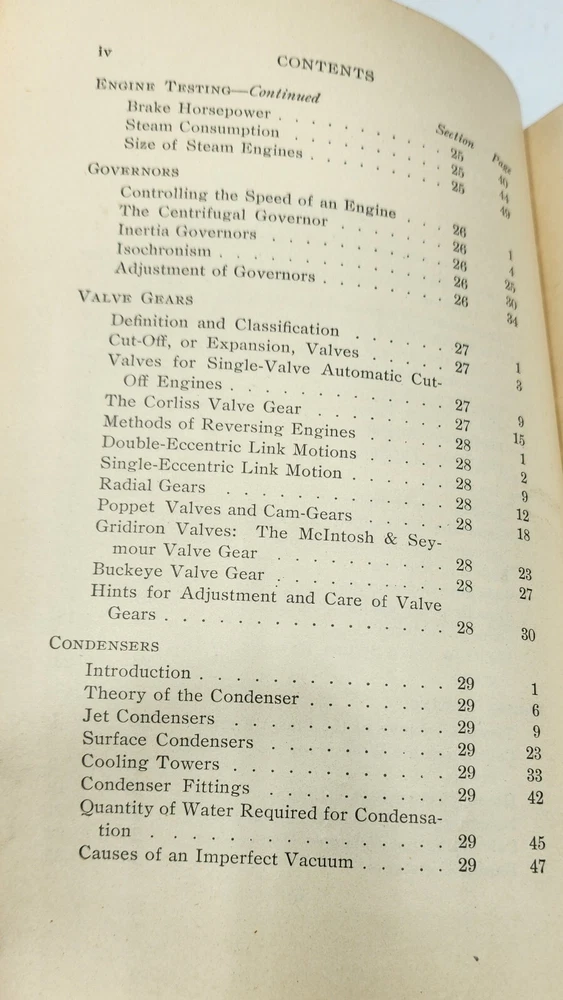 iv CONTENTS
ENGINE TESTING—Continued Section Page
Brake Horsepower . . . . . . . . 25 40
Steam Consumption . . . . . . . 25 44
Size of Steam Engines . . . . . . . 25 49
GOVERNORS
Controlling the Speed of an Engine . . . 26 1
The Centrifugal Governor . . . . . . 26 4
Inertia Governors . . . . . . . . . 26 25
Isochronism . . . . . . . . . . . 26 30
Adjustment of Governors . . . . . . 26 34
VALVE GEARS
Definition and Classification . . . . . 27 1
Cut-Off, or Expansion, Valves . . . . 27 3
Valves for Single-Valve Automatic Cut-
Off Engines . . . . . . . . . . . 27 9
The Corliss Valve Gear . . . . . . . 27 15
Methods of Reversing Engines . . . . 28 1
Double-Eccentric Link Motions . . . . 28 2
Single-Eccentric Link Motion . . . . . 28 9
Radial Gears . . . . . . . . . . . 28 12
Poppet Valves and Cam-Gears . . . . 28 18
Gridiron Valves: The McIntosh & Sey-
mour Valve Gear . . . . . . . . . 28 23
Buckeye Valve Gear . . . . . . . . 28 27
Hints for Adjustment and Care of Valve
Gears . . . . . . . . . . . . . . 28 30
CONDENSERS
Introduction . . . . . . . . . . . . 29 1
Theory of the Condenser . . . . . . . 29 6
Jet Condensers . . . . . . . . . . . 29 9
Surface Condensers . . . . . . . . . 29 23
Cooling Towers . . . . . . . . . . . 29 33
Condenser Fittings . . . . . . . . . 29 42
Quantity of Water Required for Condensa-
tion . . . . . . . . . . . . . . . 29 45
Causes of an Imperfect Vacuum . . . . . 29 47